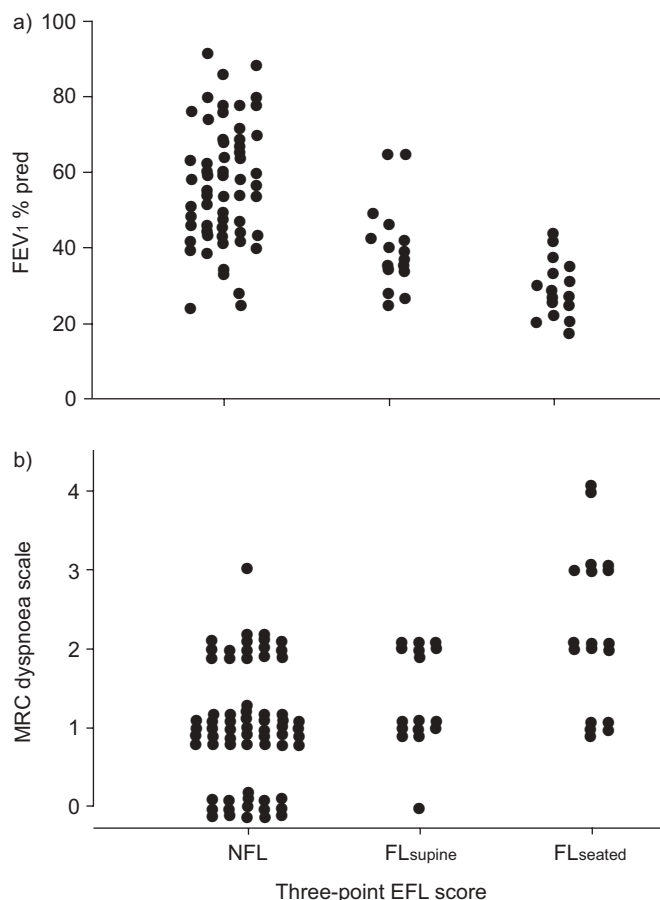 a)
100
80
60
40
20
0
FEV1 % pred
b)
4
3
2
1
0
MRC dyspnoea scale
NFL FLsupine FLseated
Three-point EFL score